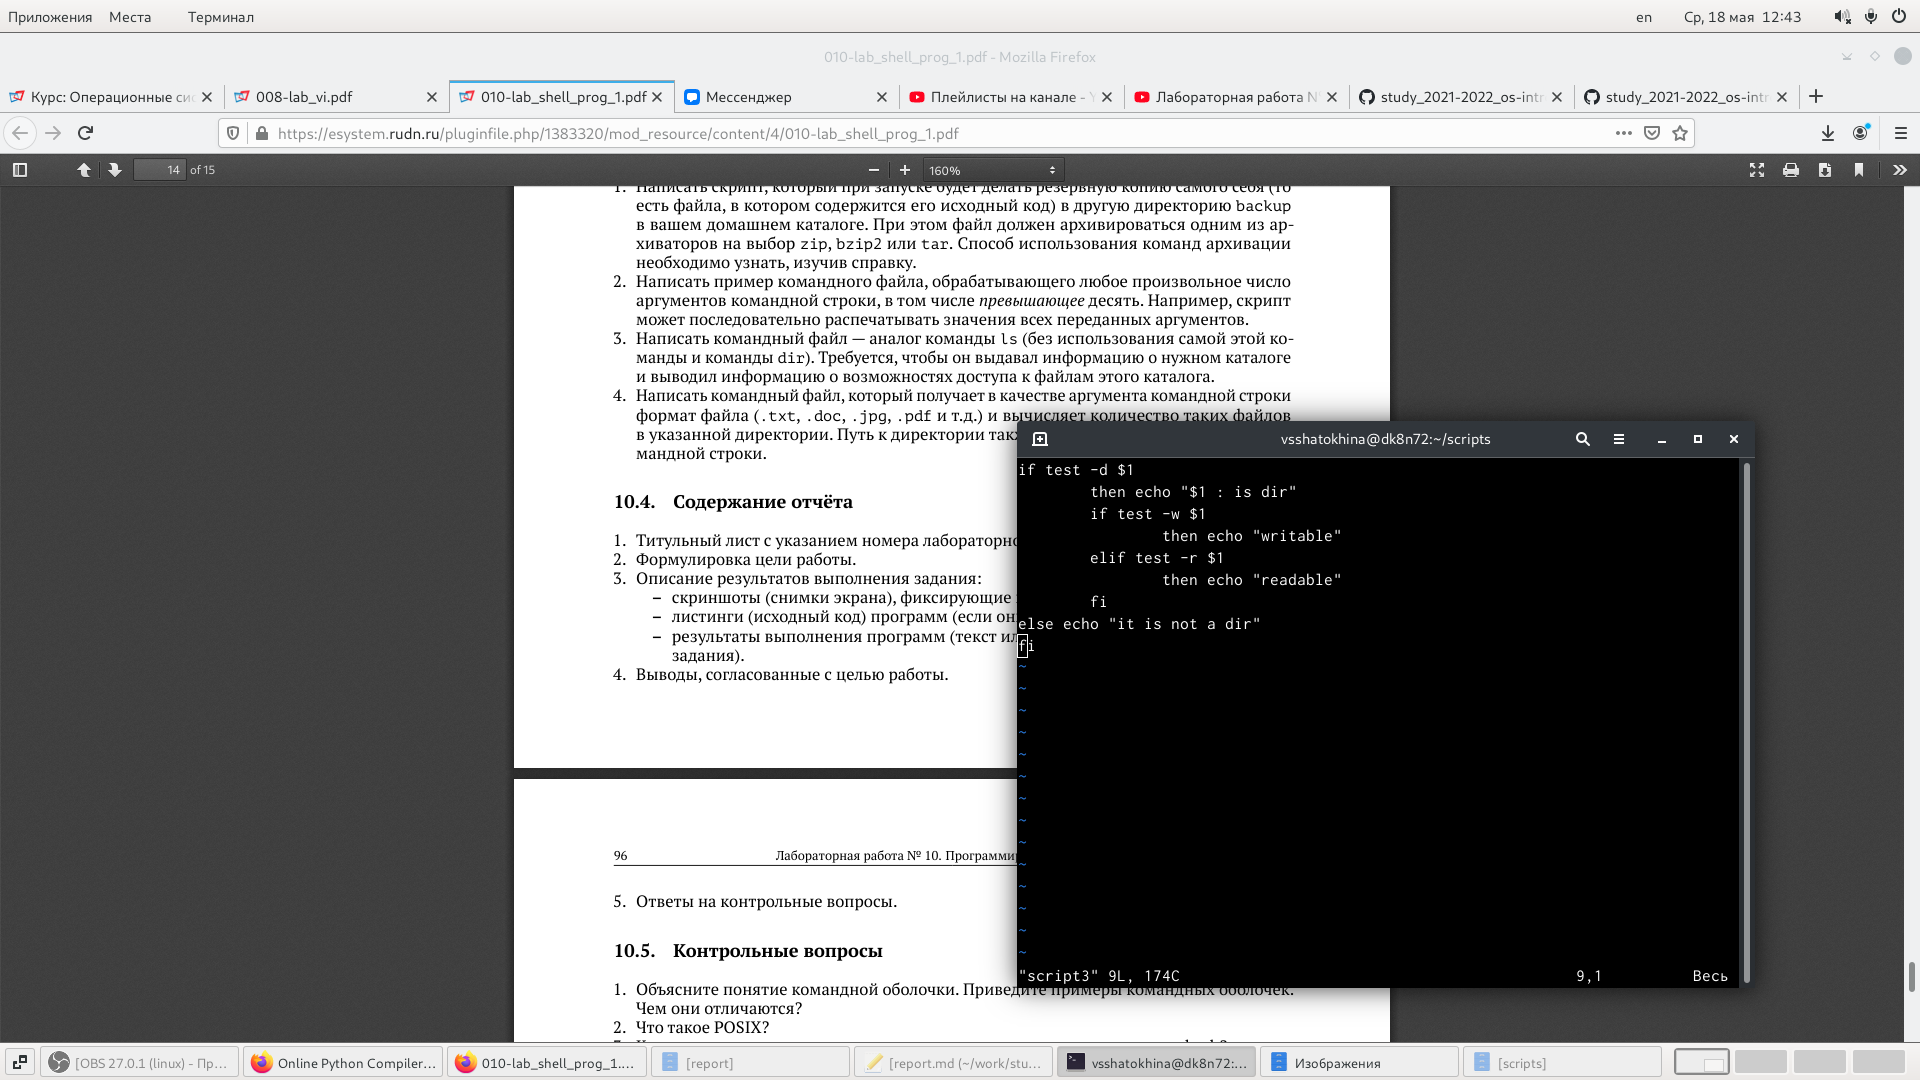 Приложения Места Терминал en Ср, 18 мая 12:43
010-lab_shell_prog_1.pdf - Mozilla Firefox
Курс: Операционные си 008-lab_vi.pdf 010-lab_shell_prog_1.pdf Мессенджер Плейлисты на канале - Лабораторная работа study_2021-2022_os-intr study_2021-2022_os-intr
https://esystem.rudn.ru/pluginfile.php/1383320/mod_resource/content/4/010-lab_shell_prog_1.pdf
14 of 15 160%
1. Написать скрипт, который при запуске будет делать резервную копию самого себя (то
есть файла, в котором содержится его исходный код) в другую директорию backup
в вашем домашнем каталоге. При этом файл должен архивироваться одним из ар-
хиваторов на выбор zip, bzip2 или tar. Способ использования команд архивации
необходимо узнать, изучив справку.
2. Написать пример командного файла, обрабатывающего любое произвольное число
аргументов командной строки, в том числе превышающее десять. Например, скрипт
может последовательно распечатывать значения всех переданных аргументов.
3. Написать командный файл — аналог команды ls (без использования самой этой ко-
манды и команды dir). Требуется, чтобы он выдавал информацию о нужном каталоге
и выводил информацию о возможностях доступа к файлам этого каталога.
4. Написать командный файл, который получает в качестве аргумента командной строки
формат файла (.txt, .doc, .jpg, .pdf и т.д.) и вычисляет количество таких файлов
в указанной директории. Путь к директории
мандной строки.
10.4. Содержание отчёта
1. Титульный лист с указанием номера
2. Формулировка цели работы.
3. Описание результатов выполнения задания:
– скриншоты (снимки экрана), фиксирующие
– листинги (исходный код) программ (если
– результаты выполнения программ (текст
задания).
4. Выводы, согласованные с целью работы.
96 Лабораторная работа № 10.
5. Ответы на контрольные вопросы.
10.5. Контрольные вопросы
1. Объясните понятие командной оболочки. Приведите примеры командных оболочек.
Чем они отличаются?
2. Что такое POSIX?
vsshatokhina@dk8n72:~/scripts
if test -d $1
then echo "$1 : is dir"
if test -w $1
then echo "writable"
elif test -r $1
then echo "readable"
fi
else echo "it is not a dir"
fi
~
~
~
~
~
~
~
~
~
~
~
~
~
~
"script3" 9L, 174C 9,1 Весь
[OBS 27.0.1 (linux) - Пр... Online Python Compiler... 010-lab_shell_prog_1.... [report] [report.md (~/work/stu... vsshatokhina@dk8n72:... Изображения [scripts]